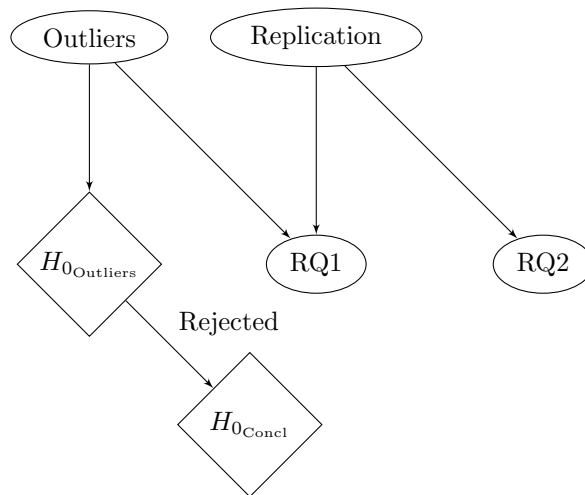 Outliers
Replication
H0Outliers
RQ1
RQ2
Rejected
H0Concl